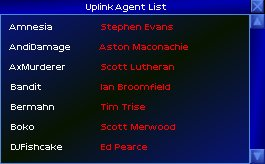 Uplink Agent List
Amnesia Stephen Evans
AndiDamage Aston Maconachie
AxMurderer Scott Lutheran
Bandit Ian Broomfield
Bermahn Tim Trise
Boko Scott Merwood
DJFishcake Ed Pearce